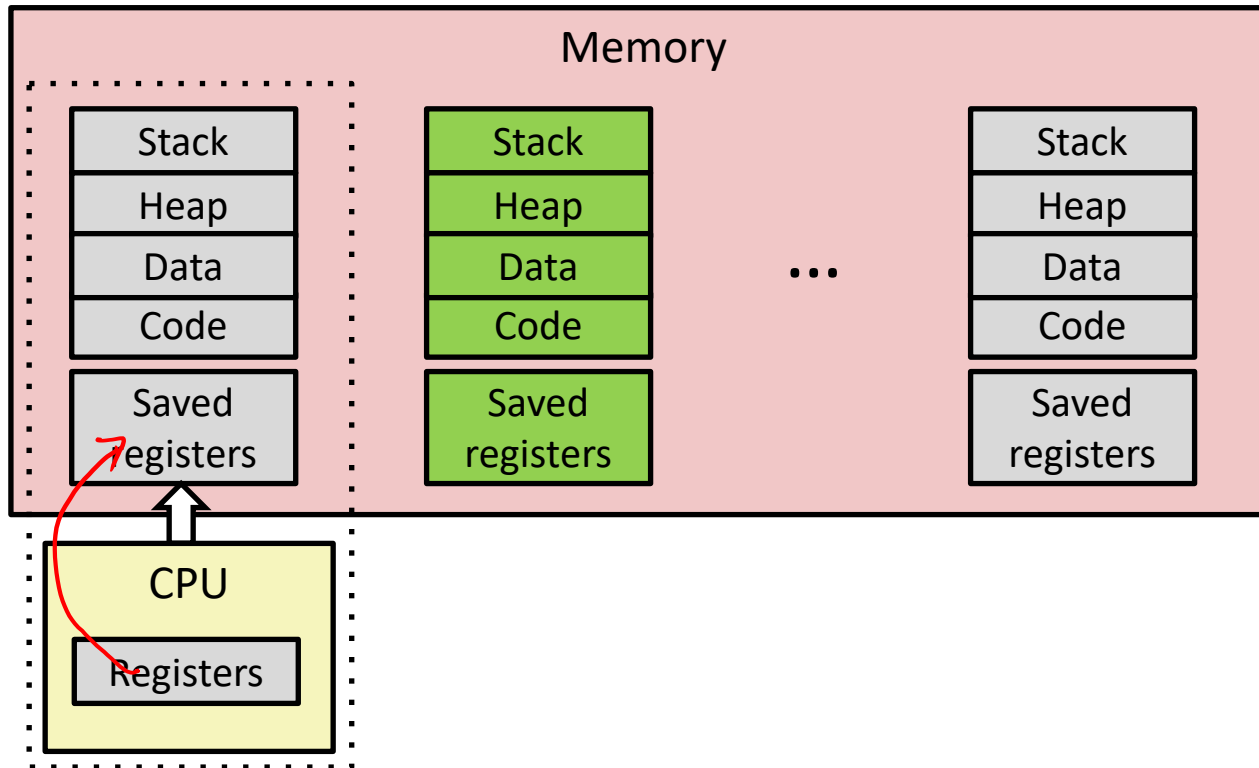 Memory
Stack
Heap
Data
Code
Saved
registers
Stack
Heap
Data
Code
Saved
registers
...
Stack
Heap
Data
Code
Saved
registers
CPU
Registers